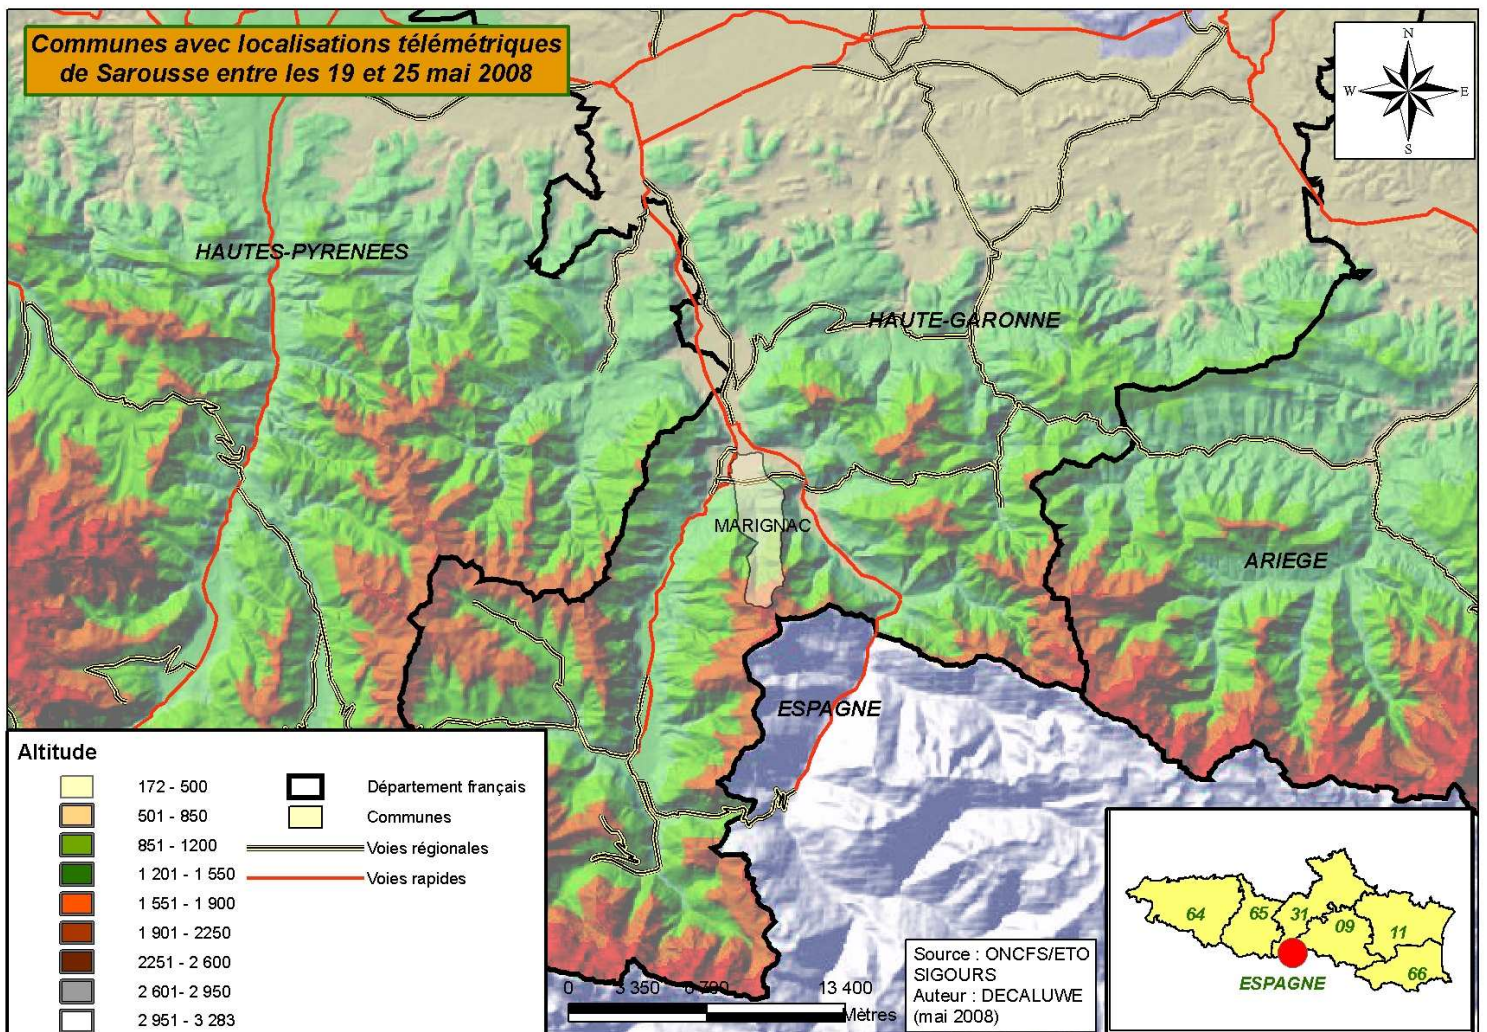 Communes avec localisations télémétriques
de Sarousse entre les 19 et 25 mai 2008
N
W
E
S
HAUTES-PYRENEES
HAUTE-GARONNE
MARIGNAC
ARIEGE
ESPAGNE
Altitude
172 - 500
501 - 850
851 - 1200
1 201 - 1 550
1 551 - 1 900
1 901 - 2250
2251 - 2 600
2 601- 2 950
2 951 - 3 283
Département français
Communes
Voies régionales
Voies rapides
0 3 350 6 700 13 400
Mètres
Source : ONCFS/ETO
SIGOURS
Auteur : DECALUWE
(mai 2008)
64
65
31
09
11
66
ESPAGNE